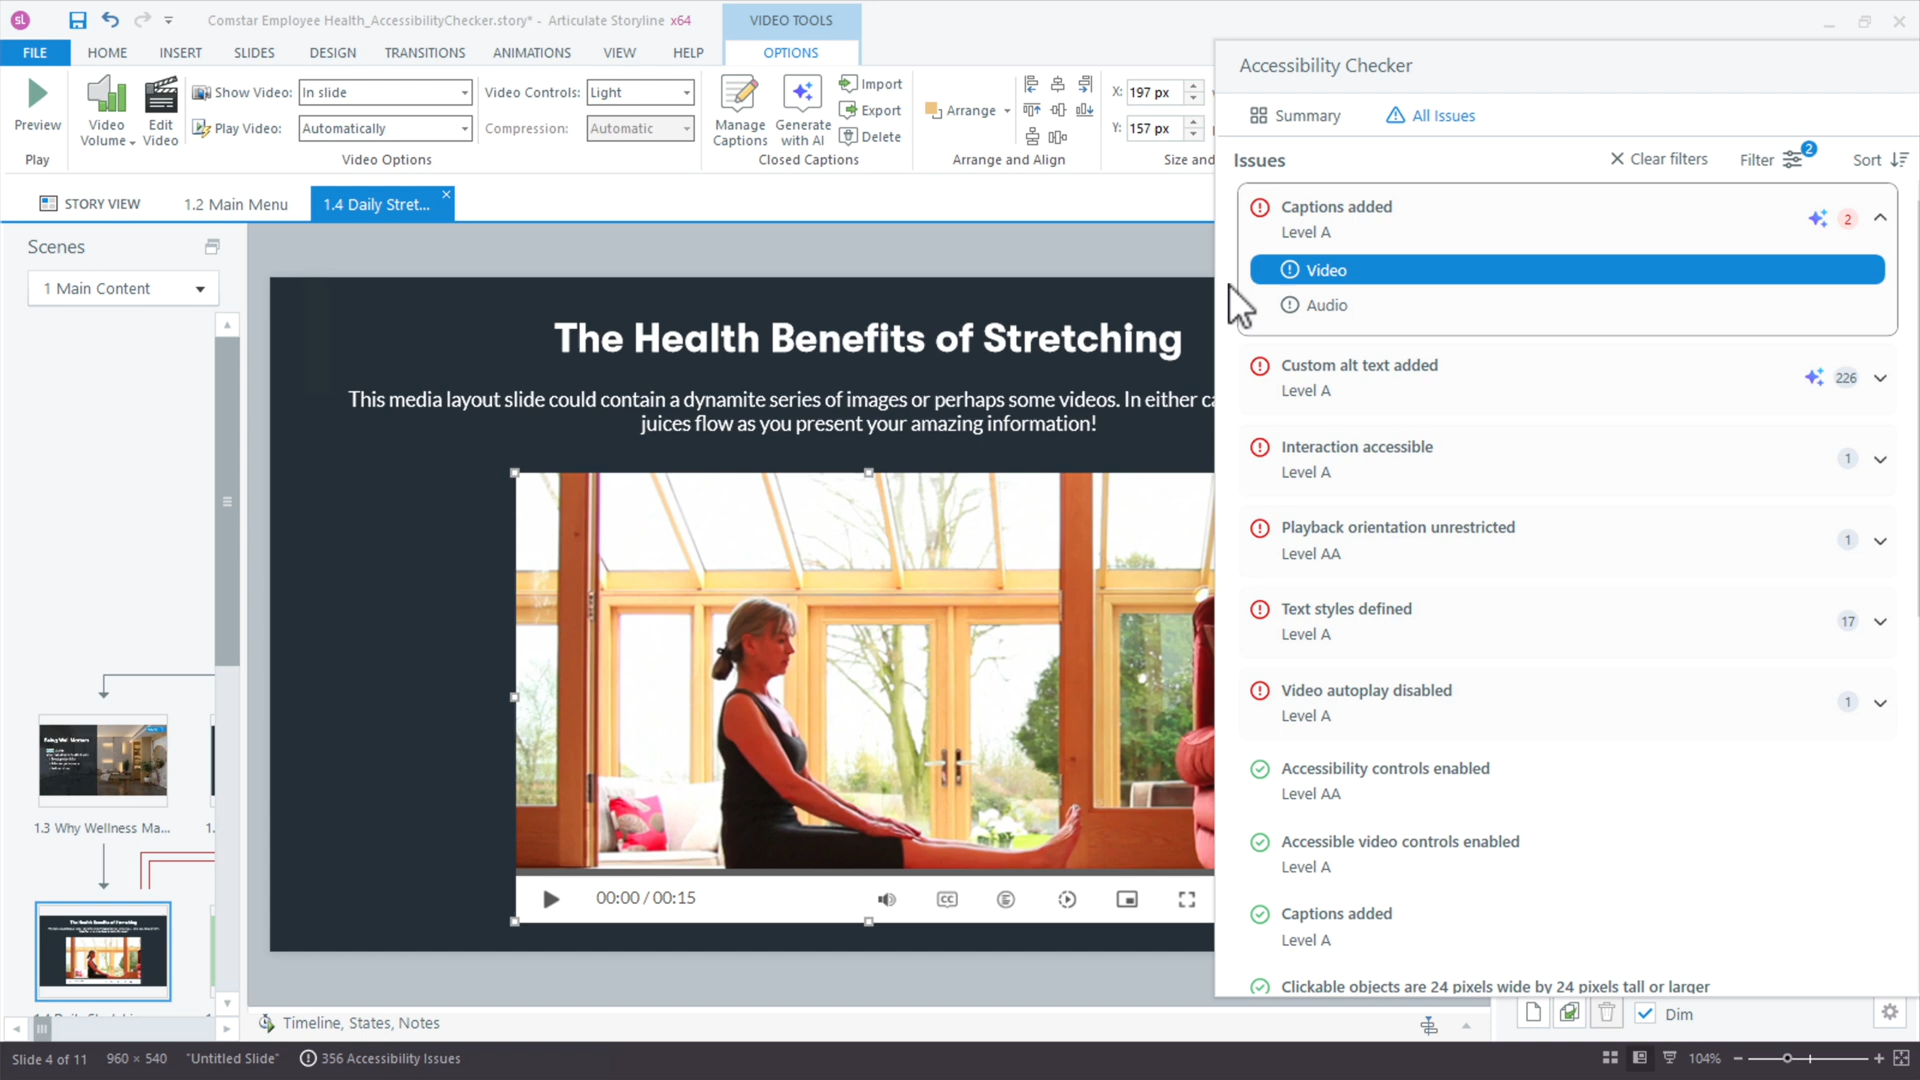 sl
Comstar Employee Health_AccessibilityChecker.story* - Articulate Storyline x64
VIDEO TOOLS
FILE
HOME
INSERT
SLIDES
DESIGN
TRANSITIONS
ANIMATIONS
VIEW
HELP
OPTIONS
Preview
Play
Video
Volume
Edit
Video
Show Video:
In slide
Play Video:
Automatically
Video Controls:
Light
Compression:
Automatic
Video Options
Manage
Captions
Generate
with AI
Import
Export
Delete
Closed Captions
Arrange
Arrange and Align
X:
197 px
Y:
157 px
Size and
STORY VIEW
1.2 Main Menu
1.4 Daily Stret...
Scenes
1 Main Content
1.3 Why Wellness Ma...
The Health Benefits of Stretching
This media layout slide could contain a dynamite series of images or perhaps some videos. In either ca
juices flow as you present your amazing information!
00:00 / 00:15
CC
Timeline, States, Notes
Accessibility Checker
Summary
All Issues
Issues
Clear filters
Filter
2
Sort
Captions added
Level A
2
Video
Audio
Custom alt text added
Level A
226
Interaction accessible
Level A
1
Playback orientation unrestricted
Level AA
1
Text styles defined
Level A
17
Video autoplay disabled
Level A
1
Accessibility controls enabled
Level AA
Accessible video controls enabled
Level A
Captions added
Level A
Clickable objects are 24 pixels wide by 24 pixels tall or larger
Dim
Slide 4 of 11
960 × 540
"Untitled Slide"
356 Accessibility Issues
104%